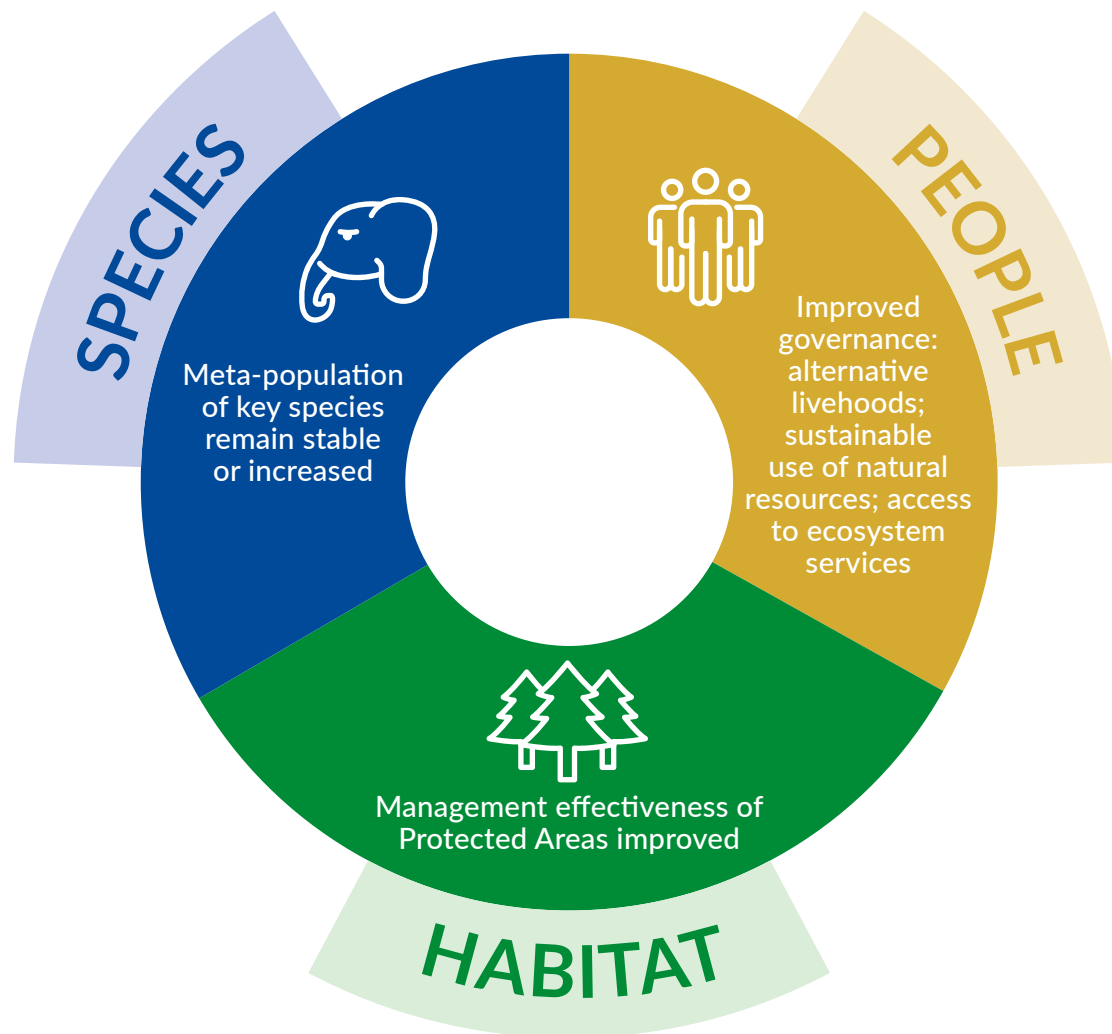 SPECIES
Meta-population
of key species
remain stable
or increased
PEOPLE
Improved
governance:
alternative
livehoods;
sustainable
use of natural
resources; access
to ecosystem
services
Management effectiveness of
Protected Areas improved
HABITAT